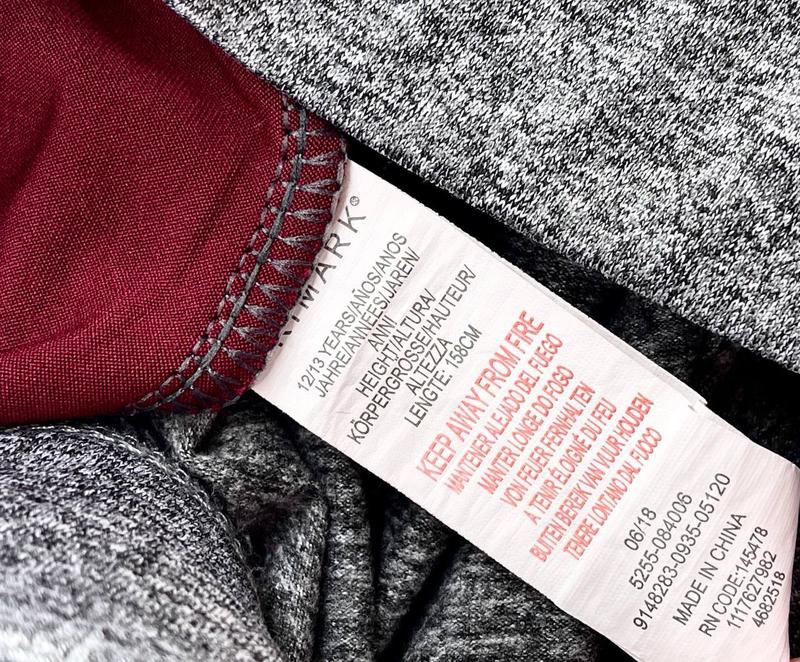 12/13 YEARS/AÑOS/ANOS
JAHRE/ANNÉES/JAREN/
ANNI
HEIGHT/ALTURA/
KÖRPERGROSSE/HAUTEUR/
ALTEZZA
LENGTE: 158CM
KEEP AWAY FROM FIRE
MANTENER ALEJADO DEL FUEGO
MANTER LONGE DO FOGO
VON FEUER FERNHALTEN
A TENIR ÉLOIGNÉ DU FEU
BUITEN BEREIK VAN VUUR HOUDEN
TENERE LONTANO DAL FUOCO
06/18
5255-084006
9148283-0935-05120
MADE IN CHINA
RN CODE:145478
1117627982
4682518